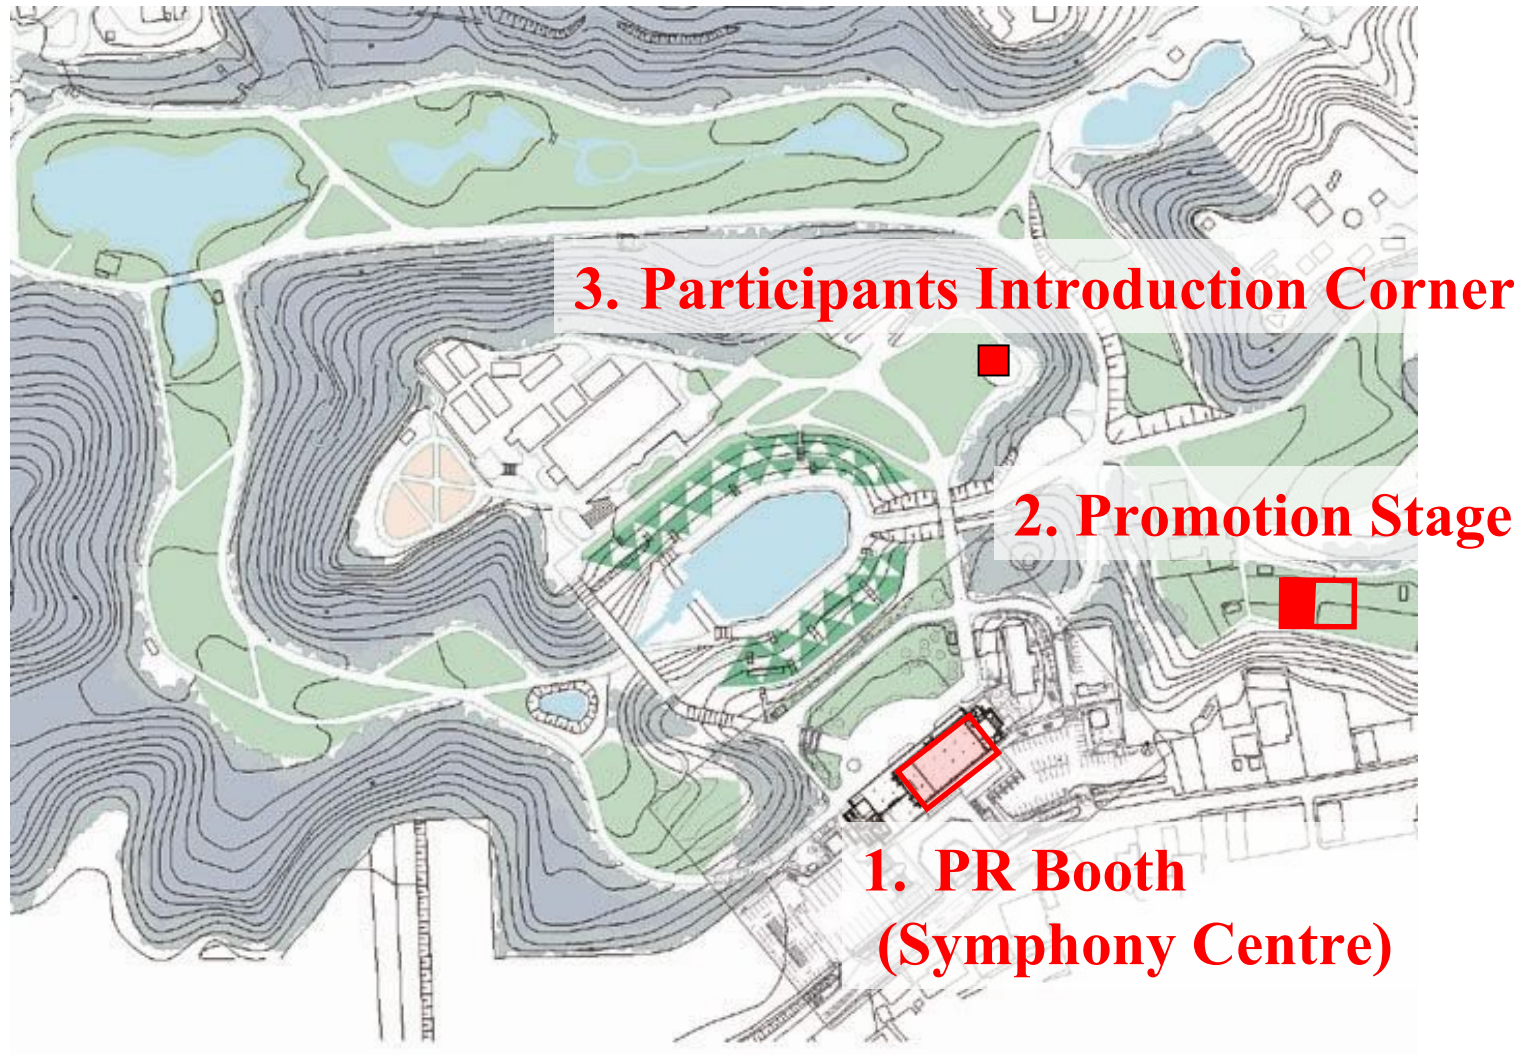 3. Participants Introduction Corner
2. Promotion Stage
1. PR Booth
(Symphony Centre)